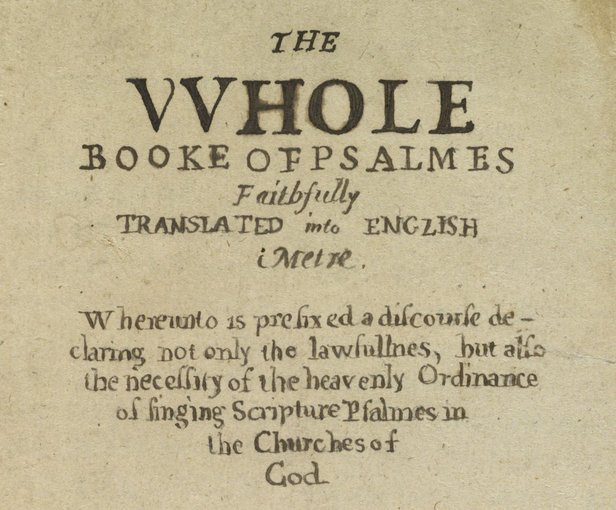 THE
VVHOLE
BOOKE OF PSALMES
Faithfully
TRANSLATED into ENGLISH
i Metre.
Whereunto is prefixed a discourse de-
claring not only the lawfullnes, but also
the necessity of the heavenly Ordinance
of singing Scripture Psalmes in
the Churches of
God